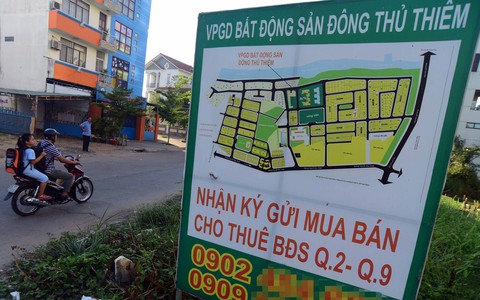 VPGD BẤT ĐỘNG SẢN ĐÔNG THỦ THIÊM
VPGD BẤT ĐỘNG SẢN
ĐÔNG THỦ THIÊM
NHẬN KÝ GỬI MUA BÁN
CHO THUÊ BĐS Q.2- Q.9
0902
0909